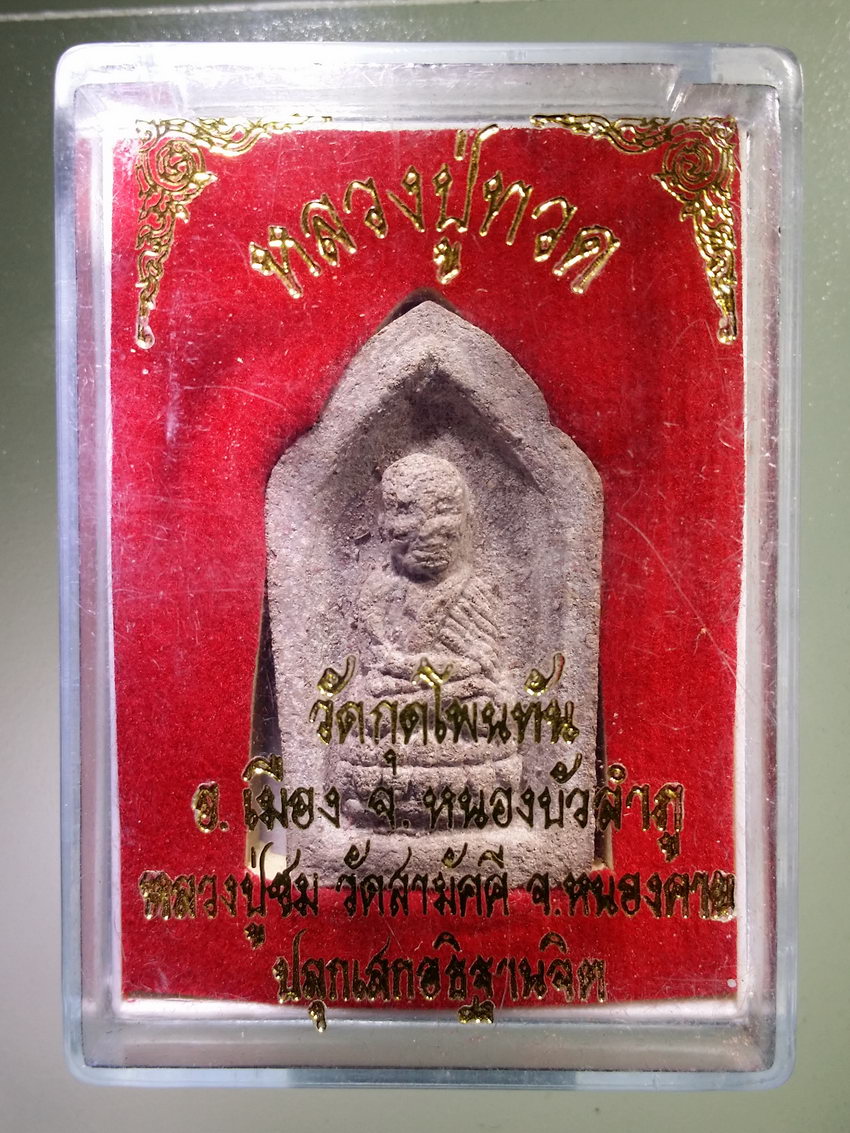 หลวงปู่ทวด
วัดกุดโพนทัน
อ.เมือง จ.หนองบัวลำภู
หลวงปู่ชม วัดสามัคคี จ.หนองคาย
ปลุกเสกอธิฐานจิต